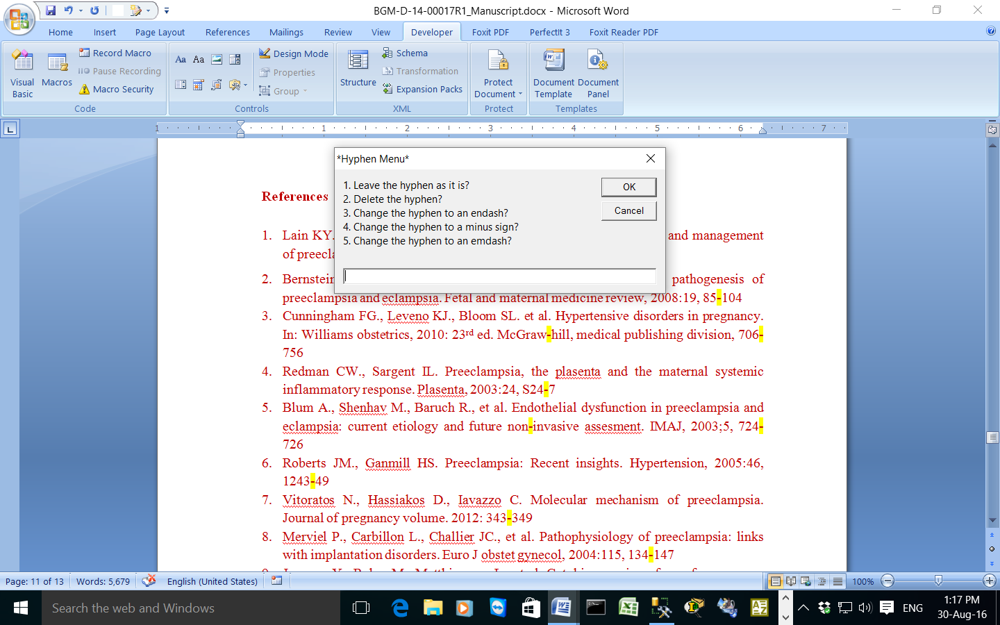 BGM-D-14-00017R1_Manuscript.docx - Microsoft Word
Home Insert Page Layout References Mailings Review View Developer Foxit PDF PerfectIt 3 Foxit Reader PDF
Visual Basic
Macros
Record Macro
Pause Recording
Macro Security
Code
Aa Aa
Design Mode
Properties
Group
Controls
Structure
Schema
Transformation
Expansion Packs
XML
Protect Document
Protect
Document Template
Document Panel
Templates
1 1 2 3 4 5 6 7
*Hyphen Menu*
1. Leave the hyphen as it is?
2. Delete the hyphen?
3. Change the hyphen to an endash?
4. Change the hyphen to a minus sign?
5. Change the hyphen to an emdash?
OK
Cancel
References
1. Lain KY. and management
of preecla
2. Bernstein pathogenesis of
preeclampsia and eclampsia. Fetal and maternal medicine review, 2008:19, 85-104
3. Cunningham FG., Leveno KJ., Bloom SL. et al. Hypertensive disorders in pregnancy.
In: Williams obstetrics, 2010: 23rd ed. McGraw-hill, medical publishing division, 706-
756
4. Redman CW., Sargent IL. Preeclampsia, the plasenta and the maternal systemic
inflammatory response. Plasenta, 2003:24, S24-7
5. Blum A., Shenhav M., Baruch R., et al. Endothelial dysfunction in preeclampsia and
eclampsia: current etiology and future non-invasive assesment. IMAJ, 2003;5, 724-
726
6. Roberts JM., Ganmill HS. Preeclampsia: Recent insights. Hypertension, 2005:46,
1243-49
7. Vitoratos N., Hassiakos D., Iavazzo C. Molecular mechanism of preeclampsia.
Journal of pregnancy volume. 2012: 343-349
8. Merviel P., Carbillon L., Challier JC., et al. Pathophysiology of preeclampsia: links
with implantation disorders. Euro J obstet gynecol, 2004:115, 134-147
Page: 11 of 13 Words: 5,679 English (United States) 100%
Search the web and Windows
ENG
1:17 PM
30-Aug-16